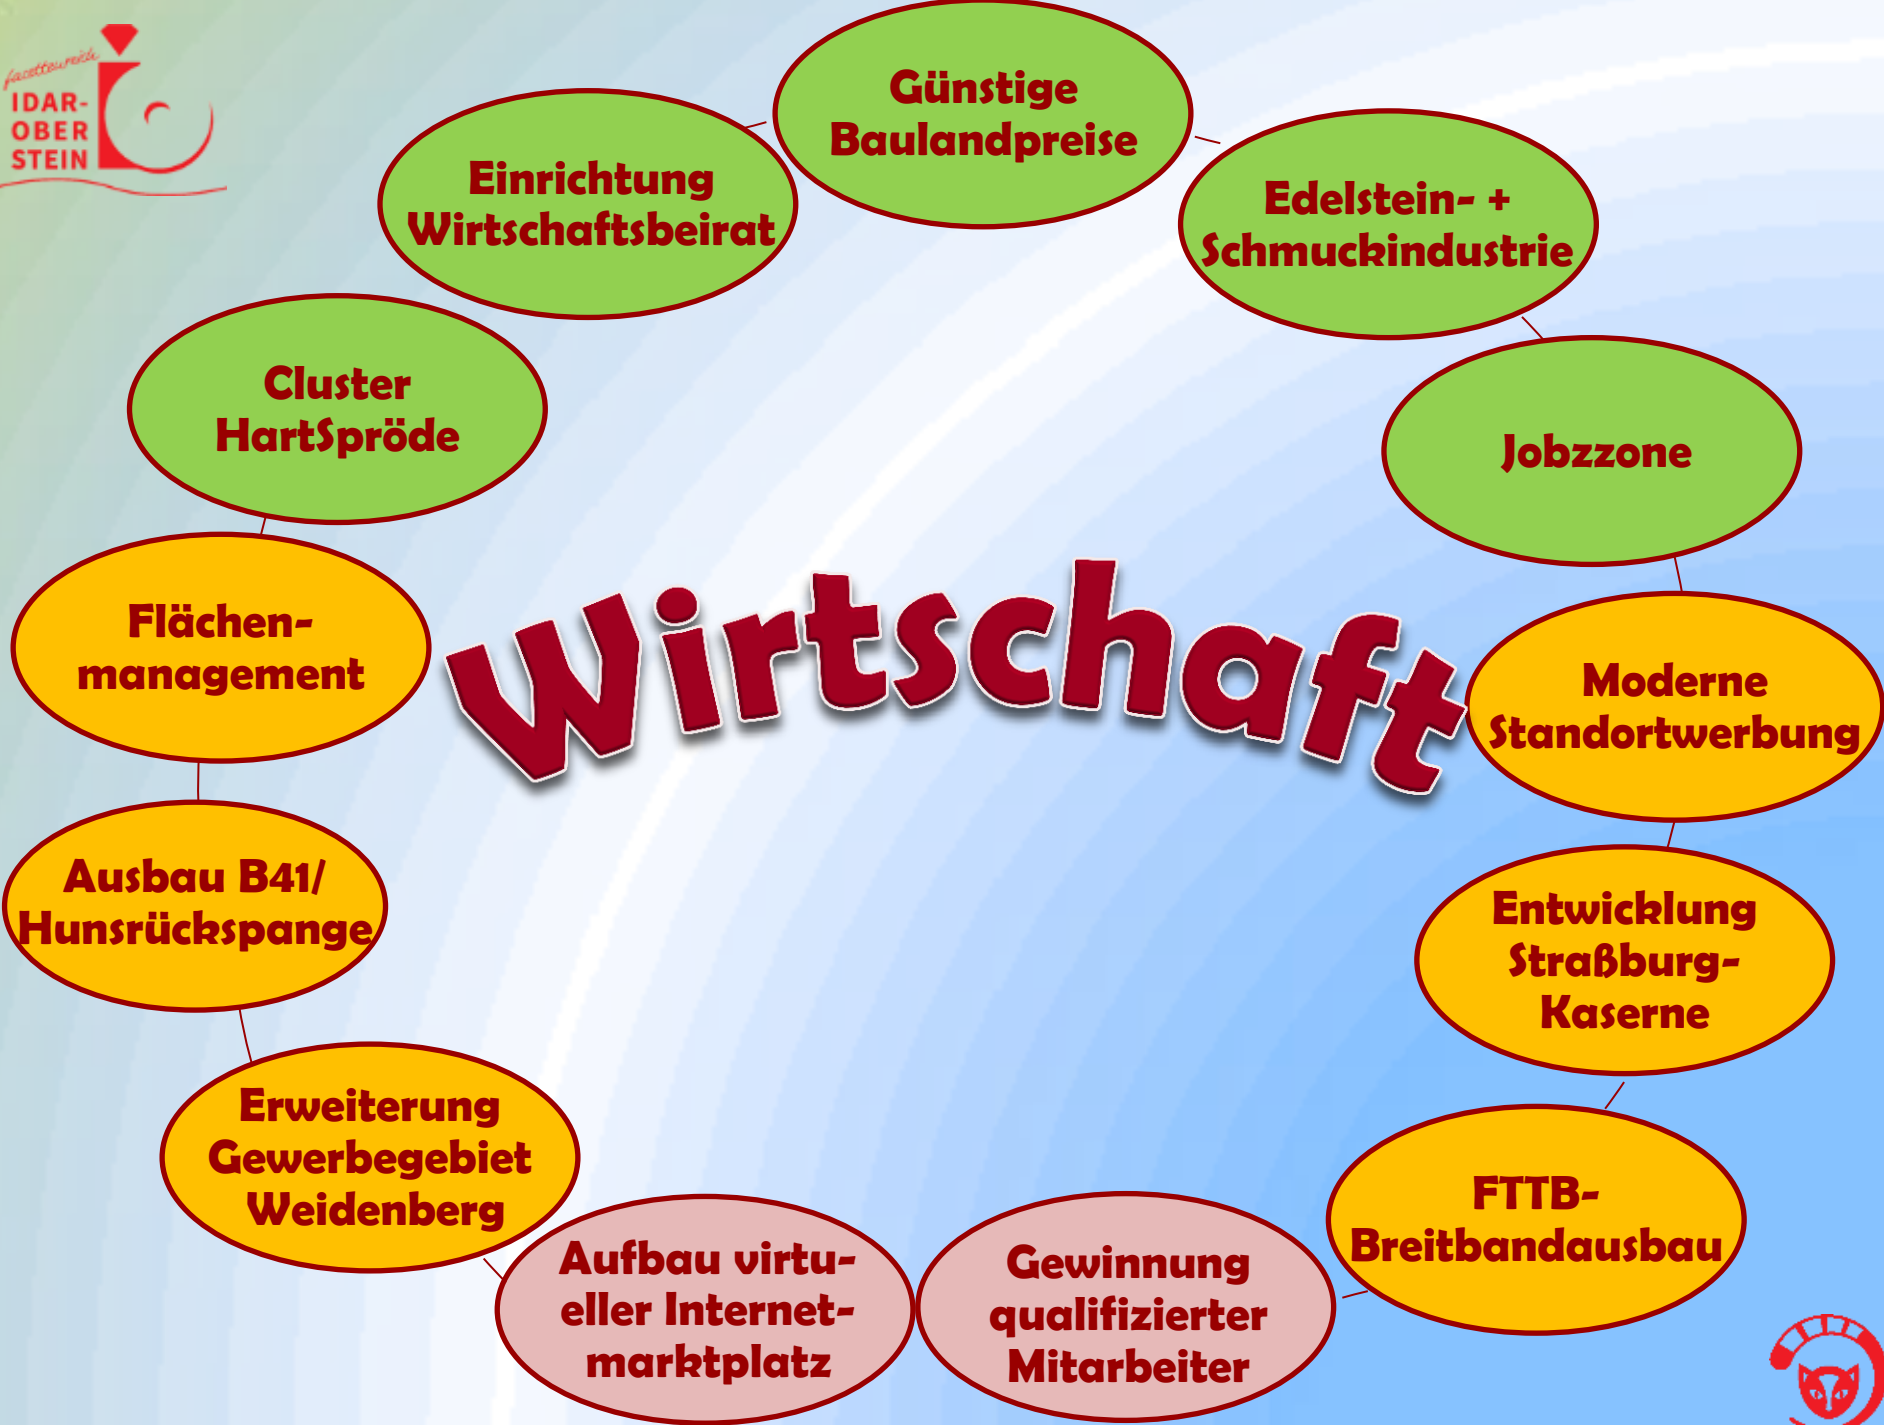 facettenreich
IDAR-
OBER
STEIN
Günstige
Baulandpreise
Edelstein- +
Schmuckindustrie
Jobzzone
Moderne
Standortwerbung
Entwicklung
Straßburg-
Kaserne
FTTB-
Breitbandausbau
Gewinnung
qualifizierter
Mitarbeiter
Aufbau virtu-
eller Internet-
marktplatz
Erweiterung
Gewerbegebiet
Weidenberg
Ausbau B41/
Hunsrückspange
Flächen-
management
Cluster
HartSpröde
Einrichtung
Wirtschaftsbeirat
Wirtschaft